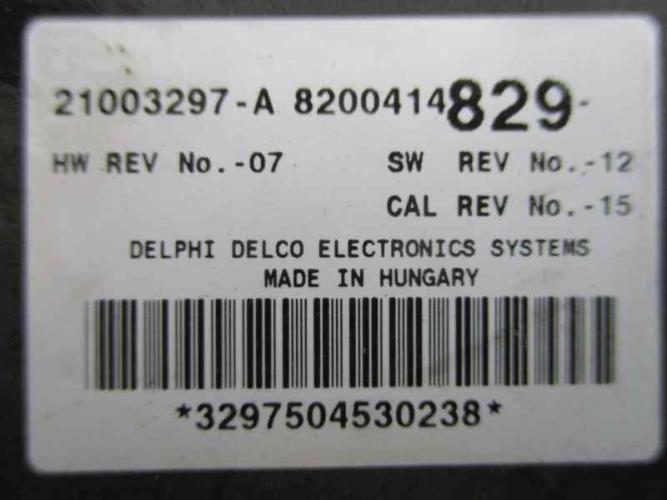 21003297-A 8200414829-
HW REV No.-07 SW REV No.-12
CAL REV No.-15
DELPHI DELCO ELECTRONICS SYSTEMS
MADE IN HUNGARY
*3297504530238*